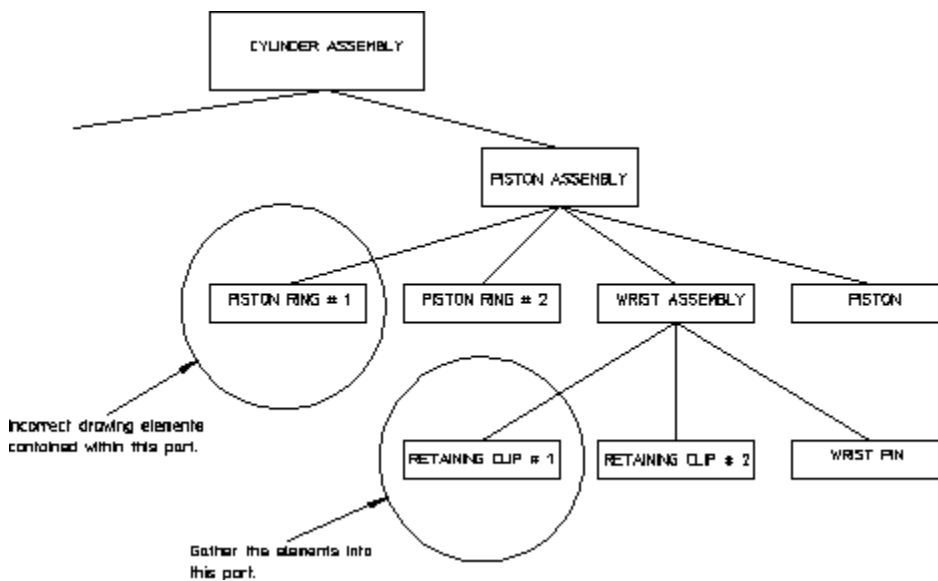 CYLINDER ASSEMBLY
PISTON ASSEMBLY
PISTON RING # 1
PISTON RING # 2
WRIST ASSEMBLY
PISTON
Incorrect drawing elements
contained within this part.
RETAINING CLIP # 1
RETAINING CLIP # 2
WRIST PIN
Gather the elements into
this part.